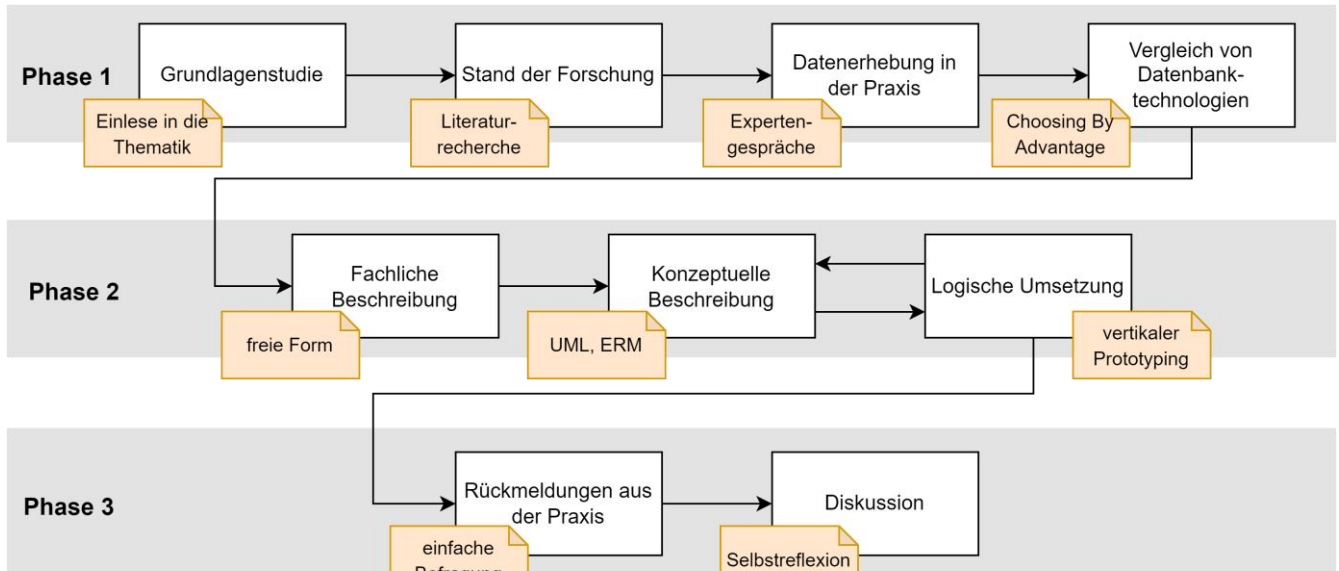 Phase 1
Grundlagenstudie
Einlese in die
Thematik
Stand der Forschung
Literatur-
recherche
Datenerhebung in
der Praxis
Experten-
gespräche
Vergleich von
Datenbank-
technologien
Choosing By
Advantage
Phase 2
Fachliche
Beschreibung
freie Form
Konzeptuelle
Beschreibung
UML, ERM
Logische Umsetzung
vertikaler
Prototyping
Phase 3
Rückmeldungen aus
der Praxis
einfache
Diskussion
Selbstreflexion